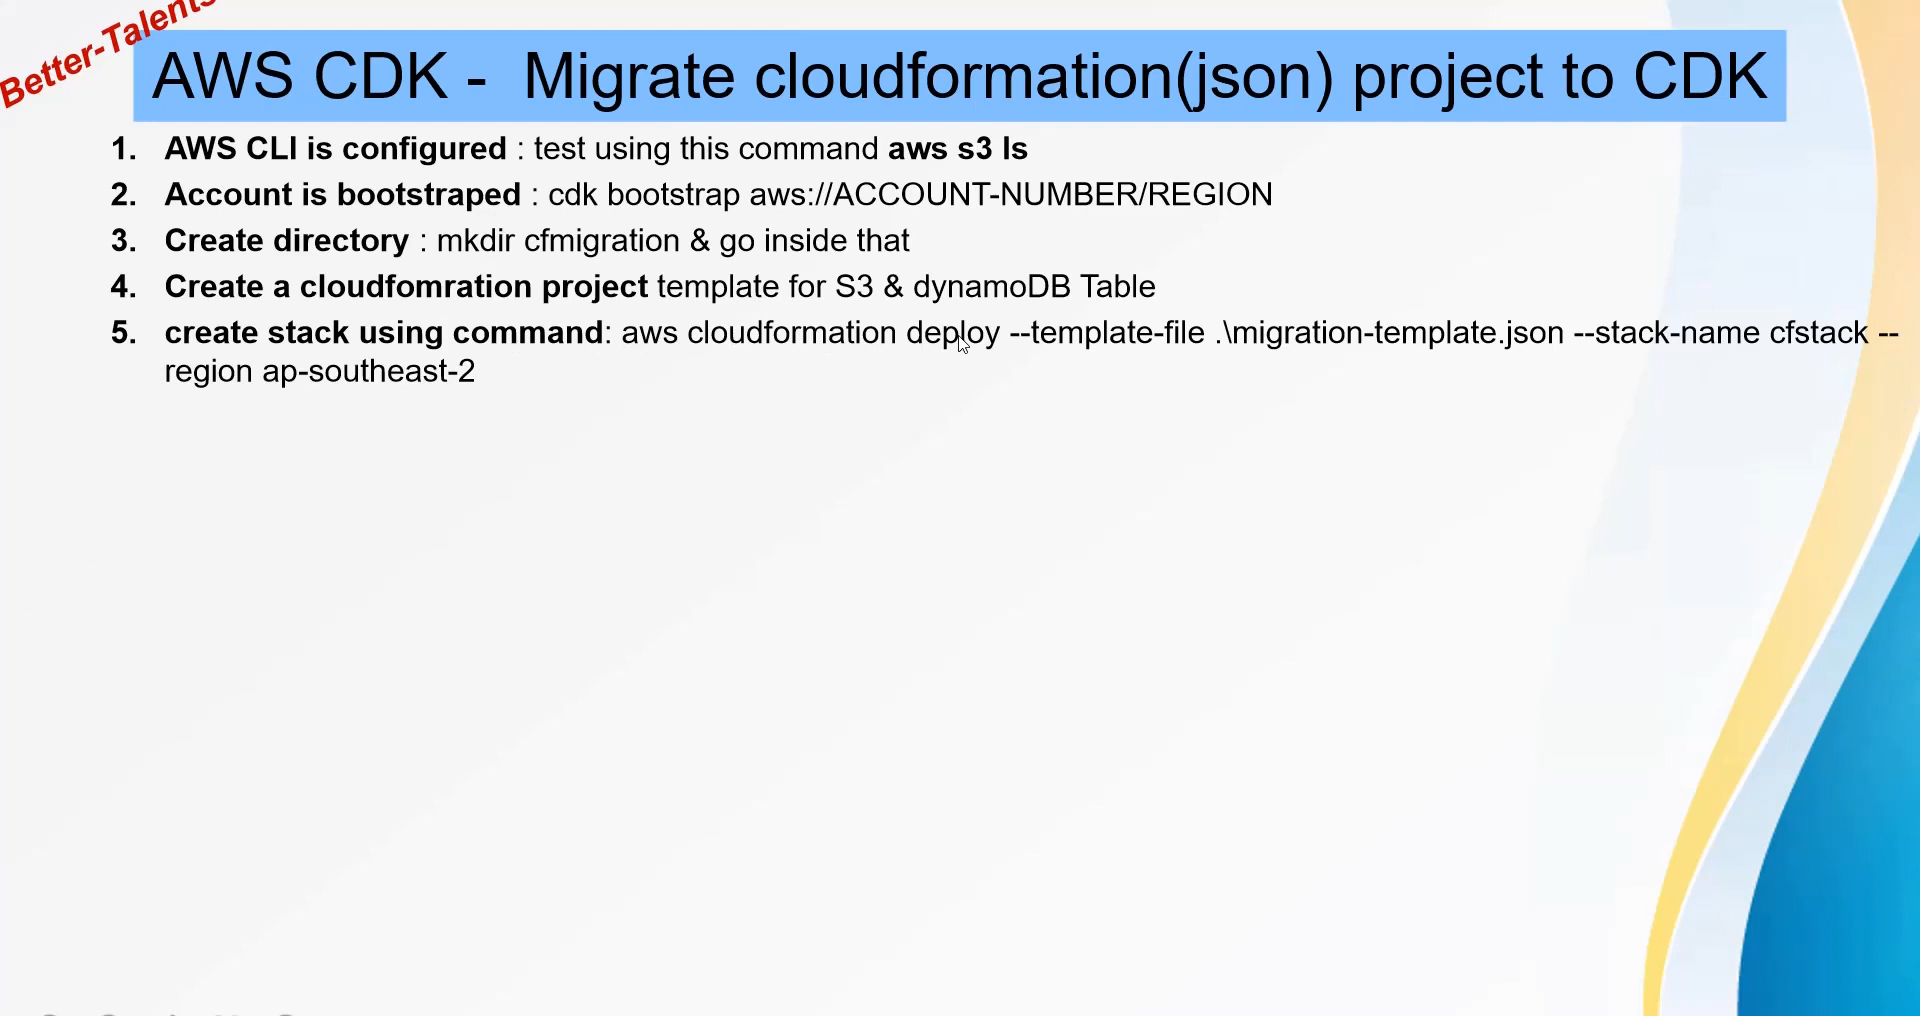 Better-Talents
AWS CDK -  Migrate cloudformation(json) project to CDK
1. AWS CLI is configured : test using this command aws s3 ls
2. Account is bootstraped : cdk bootstrap aws://ACCOUNT-NUMBER/REGION
3. Create directory : mkdir cfmigration & go inside that
4. Create a cloudfomration project template for S3 & dynamoDB Table
5. create stack using command: aws cloudformation deploy --template-file .\migration-template.json --stack-name cfstack --
region ap-southeast-2